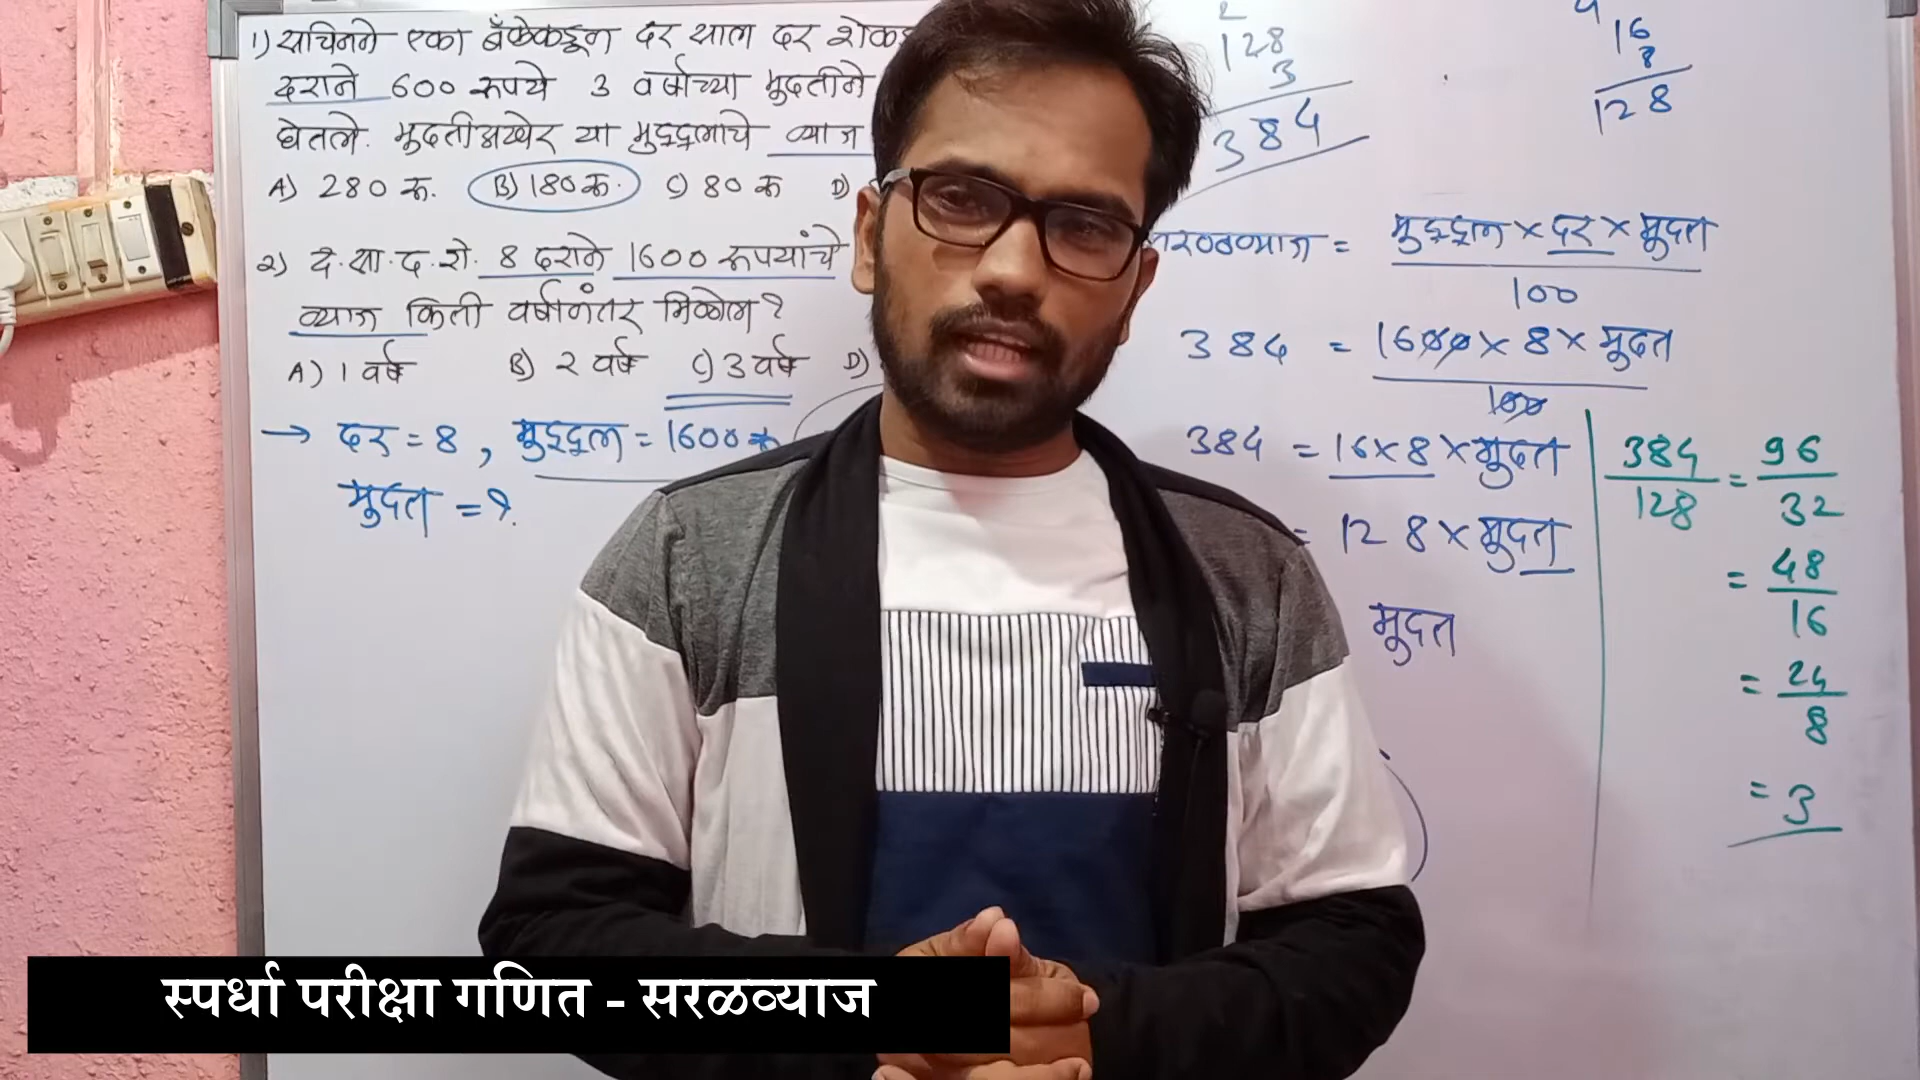 १) सचिनने एका बँकेकडून दर साल दर शेकडा
दराने 600 रूपये 3 वर्षाच्या मुदतीने
घेतले. मुदतीअखेर या मुद्दलाचे व्याज
A) 280 रू. B) 180 रू. C) 80 रू D)
२) द.सा.द.शे. 8 दराने 1600 रूपयांचे
व्याज किती वर्षानंतर मिळेल?
A) 1 वर्ष B) 2 वर्ष C) 3 वर्ष D)
→ दर = 8, मुद्दल = 1600 रू
मुदत = ?
2
128
3
384
4
16
8
128
सरळव्याज = मुद्दल × दर × मुदत
100
384 = 1600 × 8 × मुदत
100
384 = 16 × 8 × मुदत
= 128 × मुदत
मुदत
384 = 96
128 32
= 48
16
= 24
8
= 3
स्पर्धा परीक्षा गणित - सरळव्याज